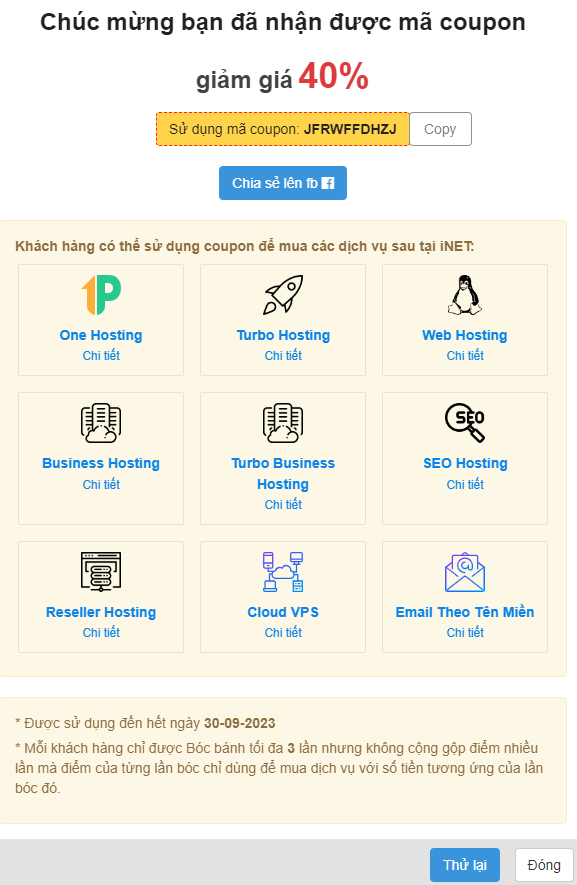 Chúc mừng bạn đã nhận được mã coupon
giảm giá 40%
Sử dụng mã coupon: JFRWFFDHZJ
Copy
Chia sẻ lên fb
Khách hàng có thể sử dụng coupon để mua các dịch vụ sau tại iNET:
One Hosting
Chi tiết
Turbo Hosting
Chi tiết
Web Hosting
Chi tiết
Business Hosting
Chi tiết
Turbo Business
Hosting
Chi tiết
SEO
SEO Hosting
Chi tiết
Reseller Hosting
Chi tiết
Cloud VPS
Chi tiết
@
Email Theo Tên Miền
Chi tiết
* Được sử dụng đến hết ngày 30-09-2023
* Mỗi khách hàng chỉ được Bóc bánh tối đa 3 lần nhưng không cộng gộp điểm nhiều
lần mà điểm của từng lần bóc chỉ dùng để mua dịch vụ với số tiền tương ứng của lần
bóc đó.
Thử lại
Đóng